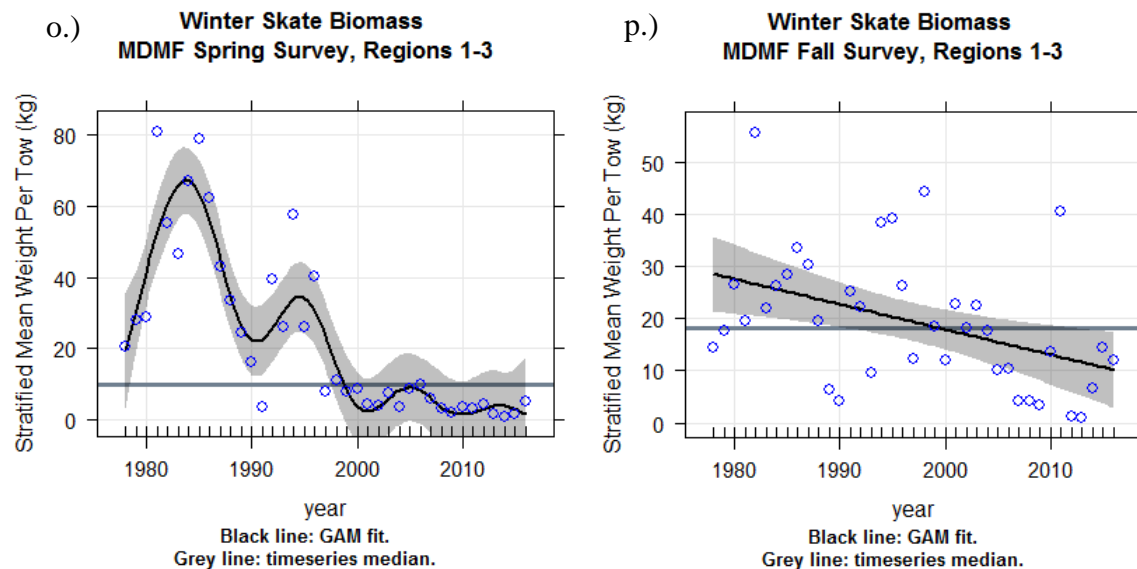 o.)
Winter Skate Biomass
MDMF Spring Survey, Regions 1-3
Stratified Mean Weight Per Tow (kg)
80
60
40
20
0
1980 1990 2000 2010
year
Black line: GAM fit.
Grey line: timeseries median.
p.)
Winter Skate Biomass
MDMF Fall Survey, Regions 1-3
Stratified Mean Weight Per Tow (kg)
50
40
30
20
10
0
1980 1990 2000 2010
year
Black line: GAM fit.
Grey line: timeseries median.